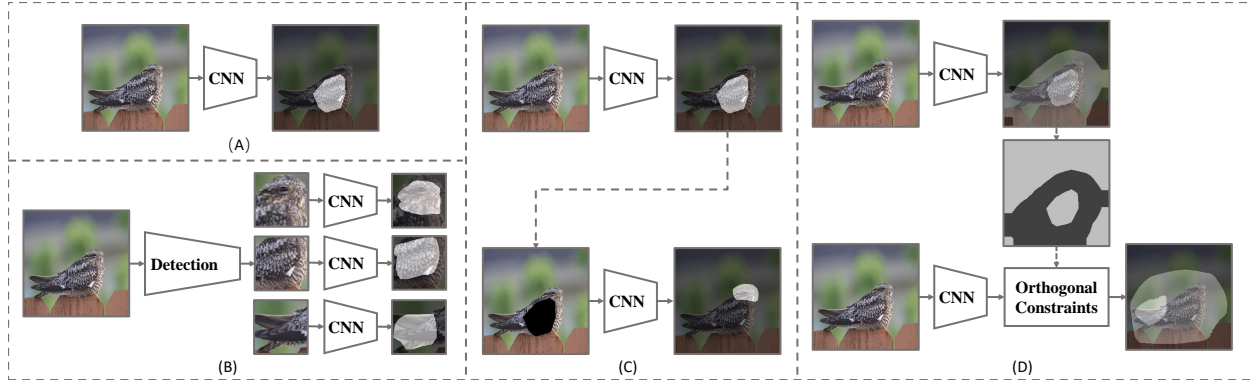 CNN
(A)
Detection
CNN
CNN
CNN
(B)
CNN
CNN
(C)
CNN
CNN
Orthogonal
Constraints
(D)